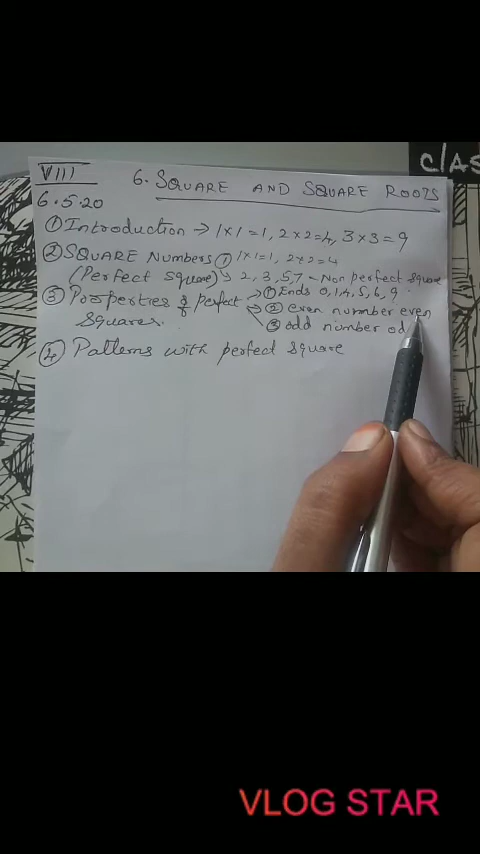 CLAS
VIII
6. SQUARE AND SQUARE ROOTS
6.5.20
① Introduction → 1×1=1, 2×2=4, 3×3=9
② SQUARE Numbers ① 1×1=1, 2×2=4
(Perfect square) → 2, 3, 5, 7 - Non perfect square
③ Poorperties of perfect → ① Ends 0,1,4,5,6,9.
→ ② even number even
Squares. ③ odd number od
④ Patterns with perfect square
VLOG STAR